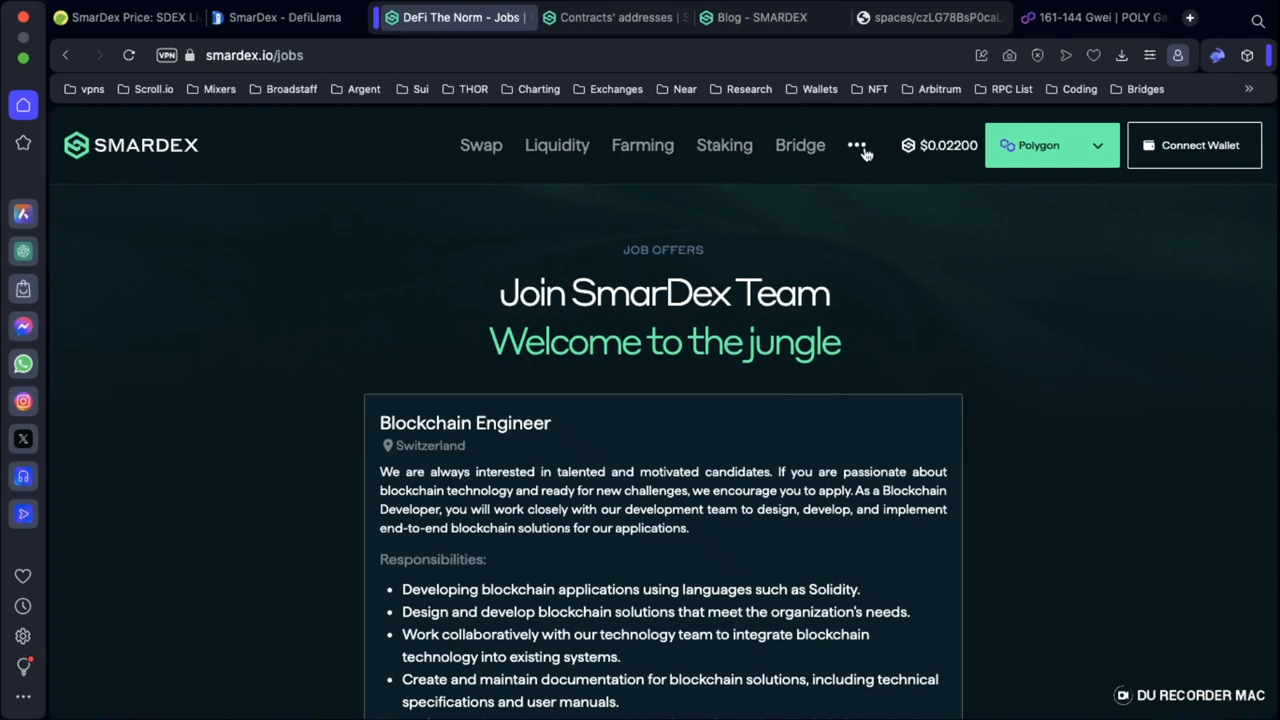 SmarDex Price: SDEX Li
SmarDex - DefiLlama
DeFi The Norm - Jobs |
Contracts' addresses | S
Blog - SMARDEX
spaces/czLG78BsP0caL
161-144 Gwei | POLY Ga
VPN
smardex.io/jobs
vpns
Scroll.io
Mixers
Broadstaff
Argent
Sui
THOR
Charting
Exchanges
Near
Research
Wallets
NFT
Arbitrum
RPC List
Coding
Bridges
SMARDEX
Swap
Liquidity
Farming
Staking
Bridge
$0.02200
Polygon
Connect Wallet
JOB OFFERS
Join SmarDex Team
Welcome to the jungle
Blockchain Engineer
Switzerland
We are always interested in talented and motivated candidates. If you are passionate about
blockchain technology and ready for new challenges, we encourage you to apply. As a Blockchain
Developer, you will work closely with our development team to design, develop, and implement
end-to-end blockchain solutions for our applications.
Responsibilities:
• Developing blockchain applications using languages such as Solidity.
• Design and develop blockchain solutions that meet the organization's needs.
• Work collaboratively with our technology team to integrate blockchain
technology into existing systems.
• Create and maintain documentation for blockchain solutions, including technical
specifications and user manuals.
DU RECORDER MAC